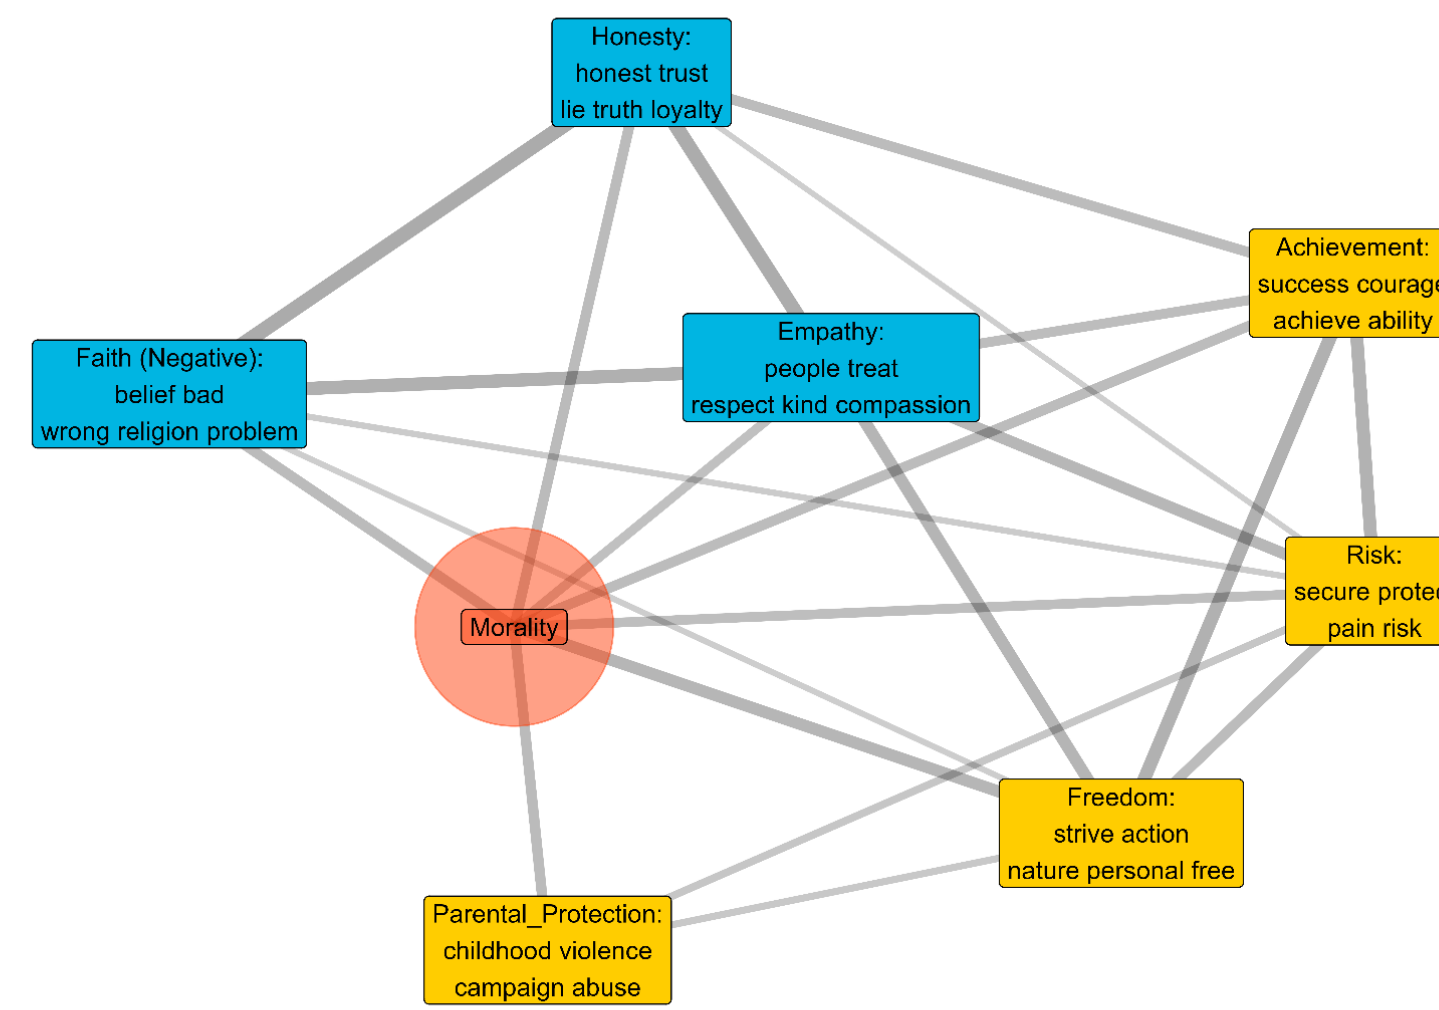 Honesty:
honest trust
lie truth loyalty
Achievement:
success courage
achieve ability
Empathy:
people treat
respect kind compassion
Faith (Negative):
belief bad
wrong religion problem
Risk:
secure protec
pain risk
Morality
Freedom:
strive action
nature personal free
Parental_Protection:
childhood violence
campaign abuse